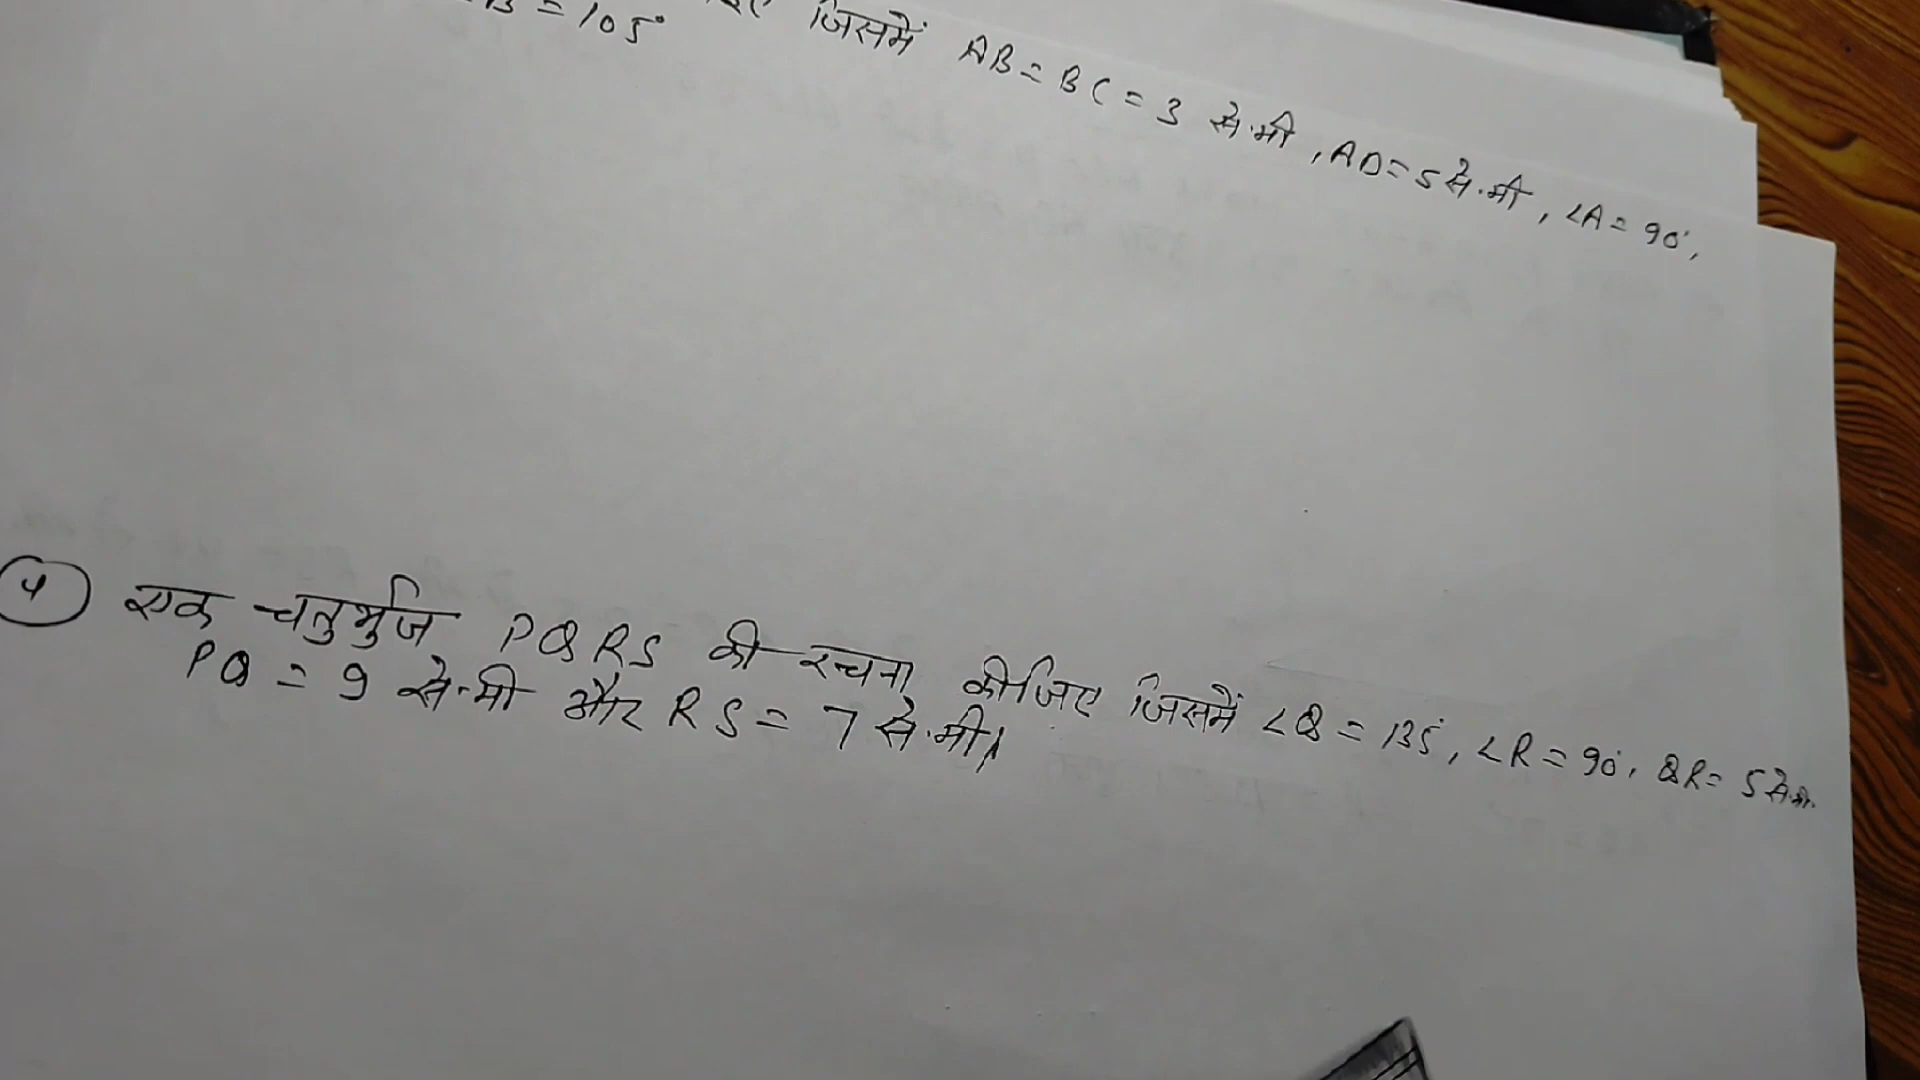 जिसमें AB = BC = 3 से.मी, AD = 5 से.मी, ∠A = 90°,
B = 105°
(4) एक चतुर्भुज PQRS की रचना कीजिए जिसमें ∠Q = 135°, ∠R = 90°, QR = 5 से.मी.
PQ = 9 से.मी और RS = 7 से.मी।